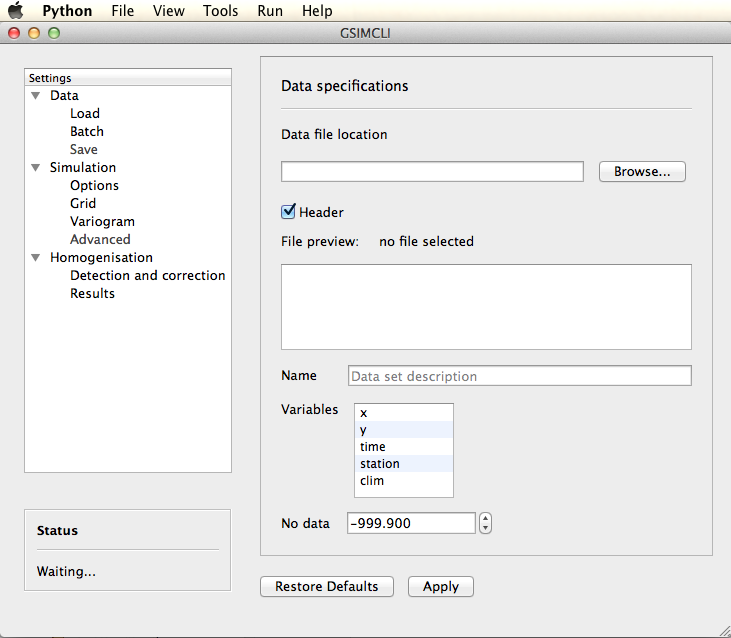 Python File View Tools Run Help
GSIMCLI
Settings
Data
Load
Batch
Save
Simulation
Options
Grid
Variogram
Advanced
Homogenisation
Detection and correction
Results
Status
Waiting...
Data specifications
Data file location
Browse...
Header
File preview: no file selected
Name Data set description
Variables
x
y
time
station
clim
No data -999.900
Restore Defaults Apply